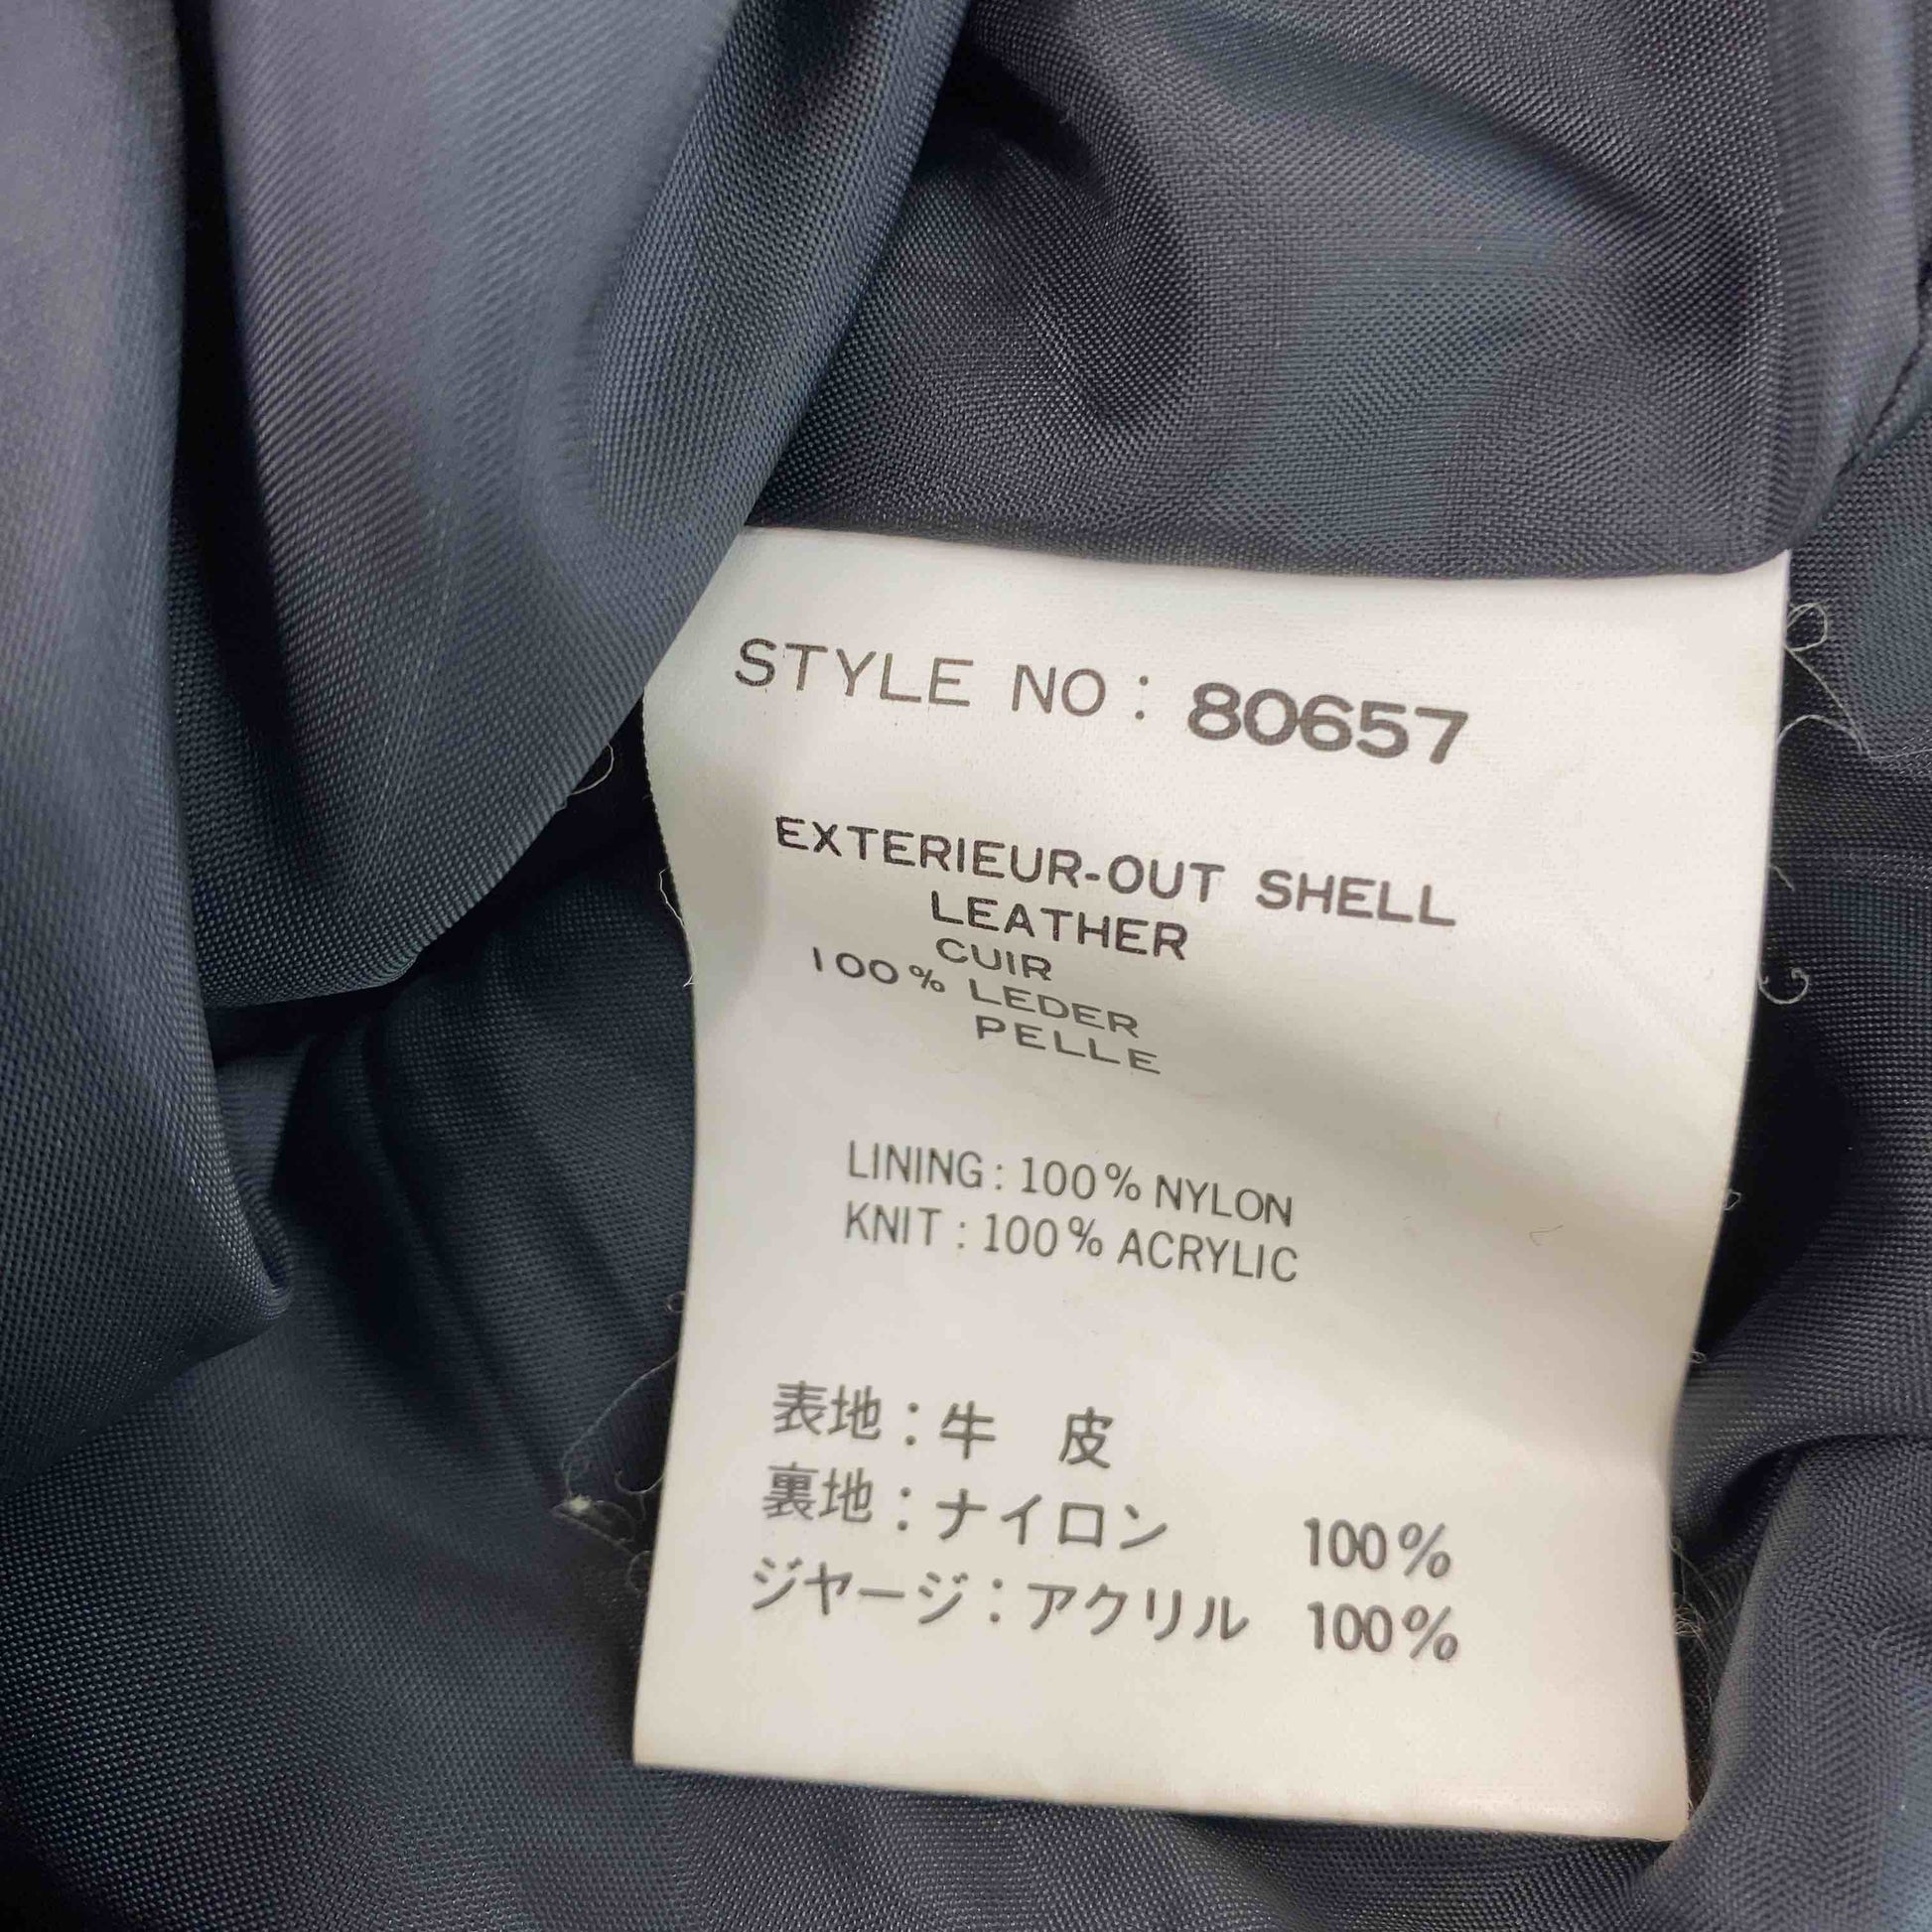 STYLE NO : 80657
EXTERIEUR-OUT SHELL
LEATHER
CUIR
100% LEDER
PELLE
LINING : 100% NYLON
KNIT : 100% ACRYLIC
表地：牛 皮
裏地：ナイロン 100%
ジャージ：アクリル 100%